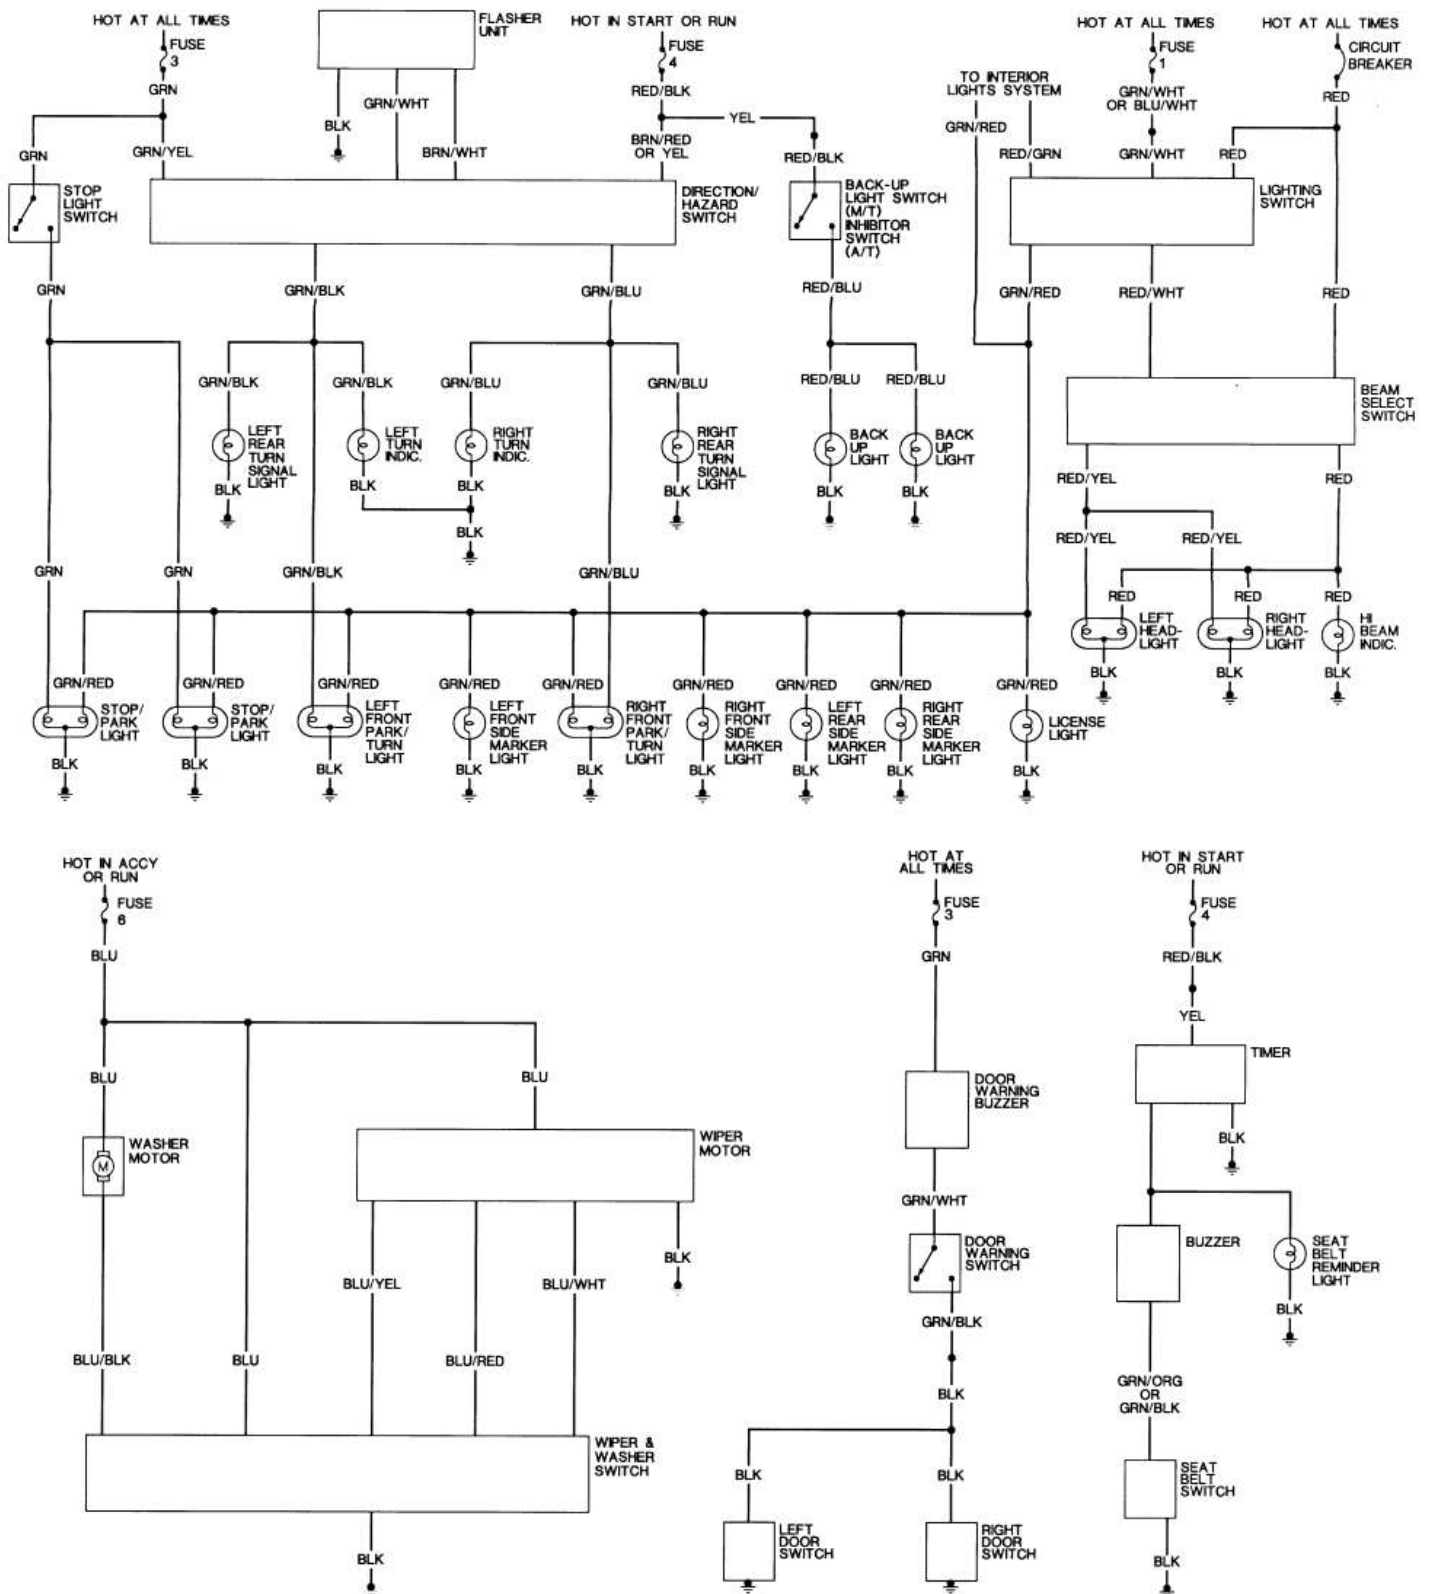 HOT AT ALL TIMES
FUSE
3
GRN
GRN
GRN/YEL
STOP
LIGHT
SWITCH
FLASHER
UNIT
BLK
GRN/WHT
BRN/WHT
HOT IN START OR RUN
FUSE
4
RED/BLK
YEL
BRN/RED
OR YEL
RED/BLK
DIRECTION/
HAZARD
SWITCH
BACK-UP
LIGHT SWITCH
(M/T)
INHIBITOR
SWITCH
(A/T)
TO INTERIOR
LIGHTS SYSTEM
GRN/RED
RED/GRN
HOT AT ALL TIMES
FUSE
1
GRN/WHT
OR BLU/WHT
GRN/WHT
HOT AT ALL TIMES
CIRCUIT
BREAKER
RED
RED
LIGHTING
SWITCH
GRN
GRN/BLK
GRN/BLU
RED/BLU
GRN/RED
RED/WHT
RED
GRN/BLK
GRN/BLK
GRN/BLU
GRN/BLU
RED/BLU
RED/BLU
BEAM
SELECT
SWITCH
LEFT
REAR
TURN
SIGNAL
LIGHT
LEFT
TURN
INDIC.
RIGHT
TURN
INDIC.
RIGHT
REAR
TURN
SIGNAL
LIGHT
BACK
UP
LIGHT
BACK
UP
LIGHT
BLK
BLK
BLK
BLK
BLK
BLK
BLK
RED/YEL
RED
RED/YEL
RED/YEL
GRN
GRN
GRN/BLK
GRN/BLU
RED
RED
RED
LEFT
HEAD-
LIGHT
RIGHT
HEAD-
LIGHT
HI
BEAM
INDIC.
BLK
BLK
BLK
GRN/RED
GRN/RED
GRN/RED
GRN/RED
GRN/RED
GRN/RED
GRN/RED
GRN/RED
GRN/RED
STOP/
PARK
LIGHT
STOP/
PARK
LIGHT
LEFT
FRONT
PARK/
TURN
LIGHT
LEFT
FRONT
SIDE
MARKER
LIGHT
RIGHT
FRONT
PARK/
TURN
LIGHT
RIGHT
FRONT
SIDE
MARKER
LIGHT
LEFT
REAR
SIDE
MARKER
LIGHT
RIGHT
REAR
SIDE
MARKER
LIGHT
LICENSE
LIGHT
BLK
BLK
BLK
BLK
BLK
BLK
BLK
BLK
BLK
HOT IN ACCY
OR RUN
FUSE
6
BLU
BLU
BLU
WASHER
MOTOR
M
WIPER
MOTOR
BLK
BLU/YEL
BLU/WHT
BLU/BLK
BLU
BLU/RED
WIPER &
WASHER
SWITCH
BLK
HOT AT
ALL TIMES
FUSE
3
GRN
DOOR
WARNING
BUZZER
GRN/WHT
DOOR
WARNING
SWITCH
GRN/BLK
BLK
BLK
BLK
LEFT
DOOR
SWITCH
RIGHT
DOOR
SWITCH
HOT IN START
OR RUN
FUSE
4
RED/BLK
YEL
TIMER
BLK
BUZZER
SEAT
BELT
REMINDER
LIGHT
BLK
GRN/ORG
OR
GRN/BLK
SEAT
BELT
SWITCH
BLK